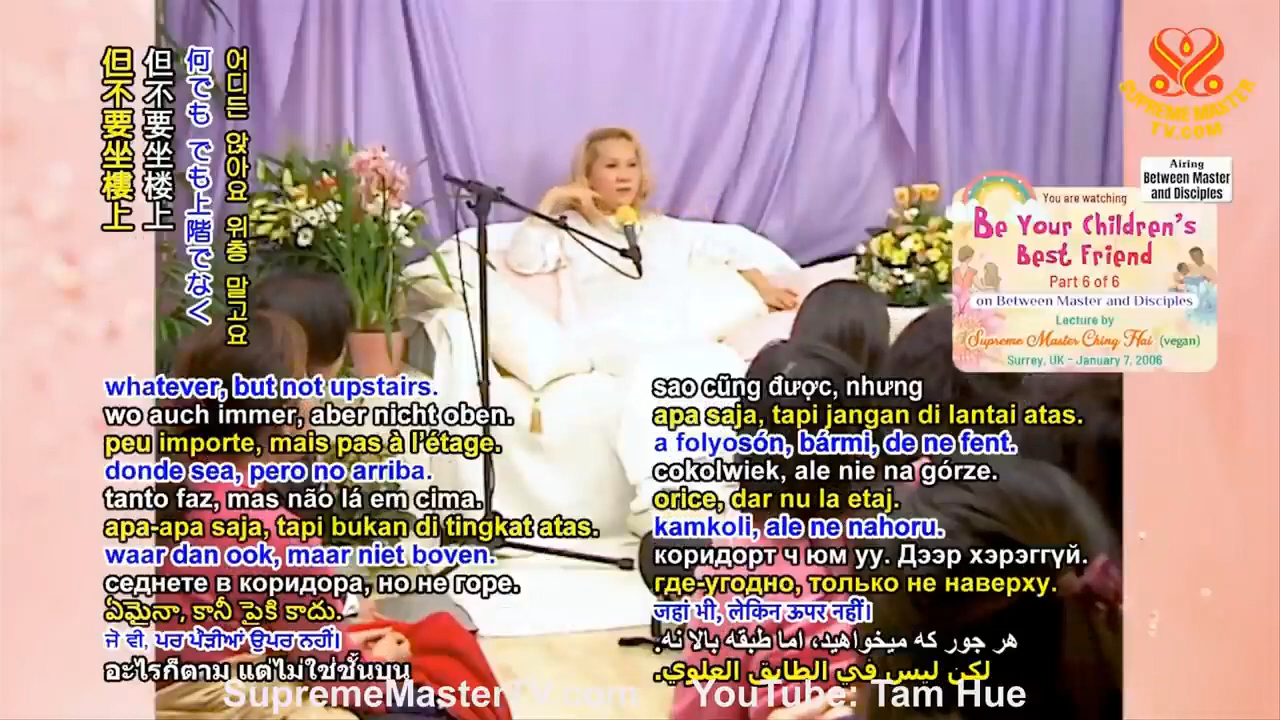 但不要坐樓上
但不要坐楼上
何でも でも上階でなく
어디든 앉아요 위층 말고요
SUPREME MASTER
TV.COM
Airing
Between Master
and Disciples
You are watching
Be Your Children's
Best Friend
Part 6 of 6
on Between Master and Disciples
Lecture by
Supreme Master Ching Hai (vegan)
Surrey, UK - January 7, 2006
whatever, but not upstairs.
wo auch immer, aber nicht oben.
peu importe, mais pas à l'étage.
donde sea, pero no arriba.
tanto faz, mas não lá em cima.
apa-apa saja, tapi bukan di tingkat atas.
waar dan ook, maar niet boven.
седнете в коридора, но не горе.
ఏమైనా, కానీ పైకి కాదు.
ਜੋ ਵੀ, ਪਰ ਪੌੜੀਆਂ ਉਪਰ ਨਹੀਂ।
อะไรก็ตาม แต่ไม่ใช่ชั้นบน
sao cũng được, nhưng
apa saja, tapi jangan di lantai atas.
a folyosón, bármi, de ne fent.
cokolwiek, ale nie na górze.
orice, dar nu la etaj.
kamkoli, ale ne nahoru.
коридорт ч юм уу. Дээр хэрэггүй.
где-угодно, только не наверху.
जहां भी, लेकिन ऊपर नहीं।
هر جور که میخواهید، اما طبقه بالا نه.
لكن ليس في الطابق العلوي.
SupremeMasterTV.com YouTube: Tam Hue